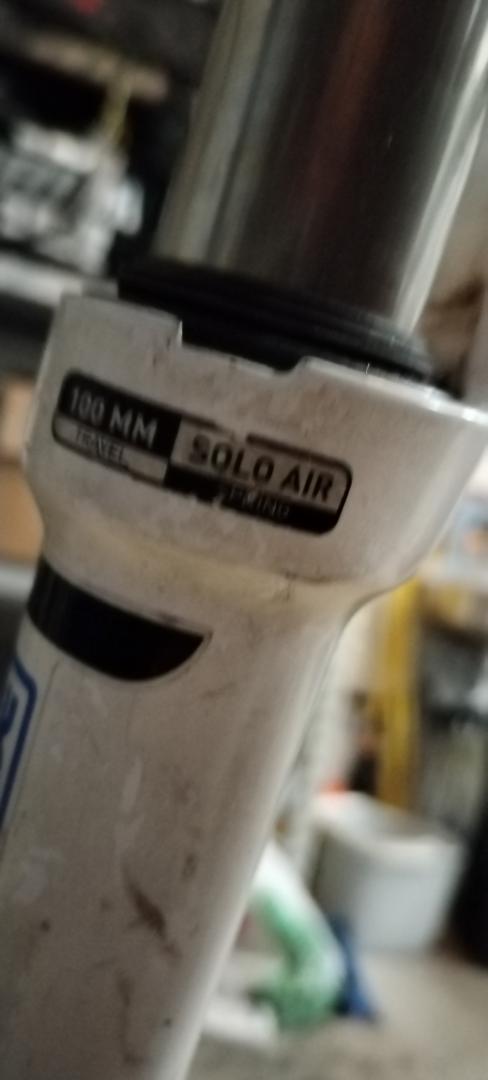 100 MM
TRAVEL
SOLO AIR
SPRING